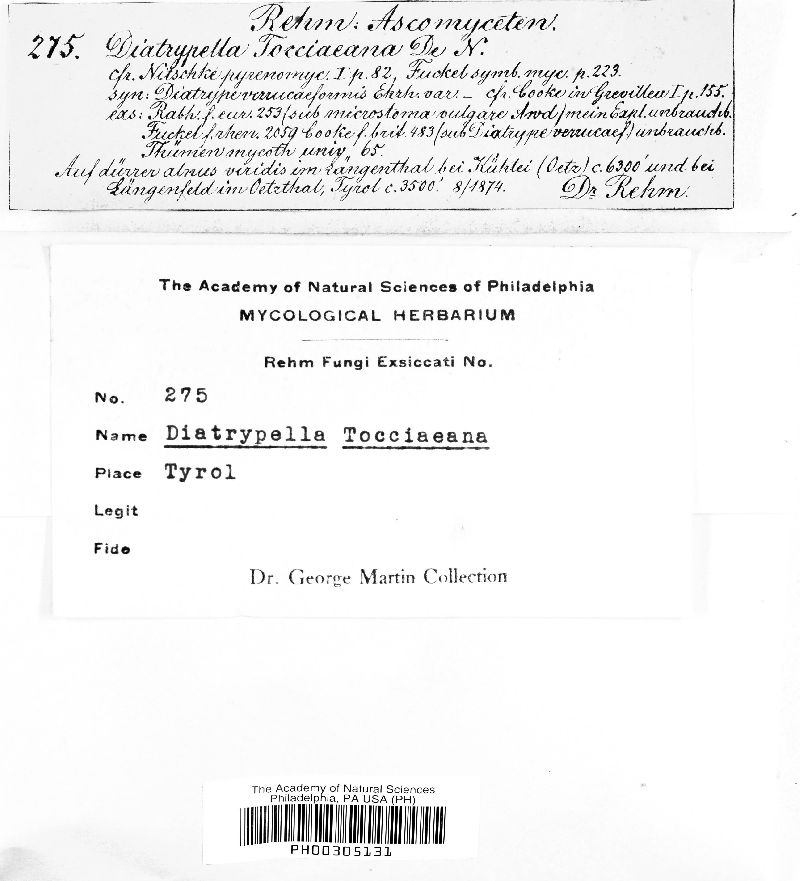 Rehm: Ascomyceten.
275. Diatrypella Tocciaeana De N.
cfr. Nitschke pyrenomyc. I p. 82, Fuckel symb. myc. p. 223.
syn: Diatype verrucaeformis Ehrh. var. — cfr. Cooke in Grevillea I p. 155.
exs: Rabh. f. eur. 253 (sub microstoma vulgare Awd / mein Expl. unbrauchb.
Fuckel f. rhen. 2059 Cooke f. brit. 483 (sub Diatrype verrucaef.) unbrauchb.
Thümen mycoth. univ. 65.
Auf dürrer alnus viridis im Längenthal bei Kühtei (Oetz) c. 6300' und bei
Längenfeld im Oetzthal, Tyrol c. 3500'. 8/1874. Dr Rehm.
The Academy of Natural Sciences of Philadelphia
MYCOLOGICAL HERBARIUM
Rehm Fungi Exsiccati No.
No. 275
Name Diatrypella Tocciaeana
Place Tyrol
Legit
Fide
Dr. George Martin Collection
The Academy of Natural Sciences
Philadelphia, PA USA (PH)
PH00305131